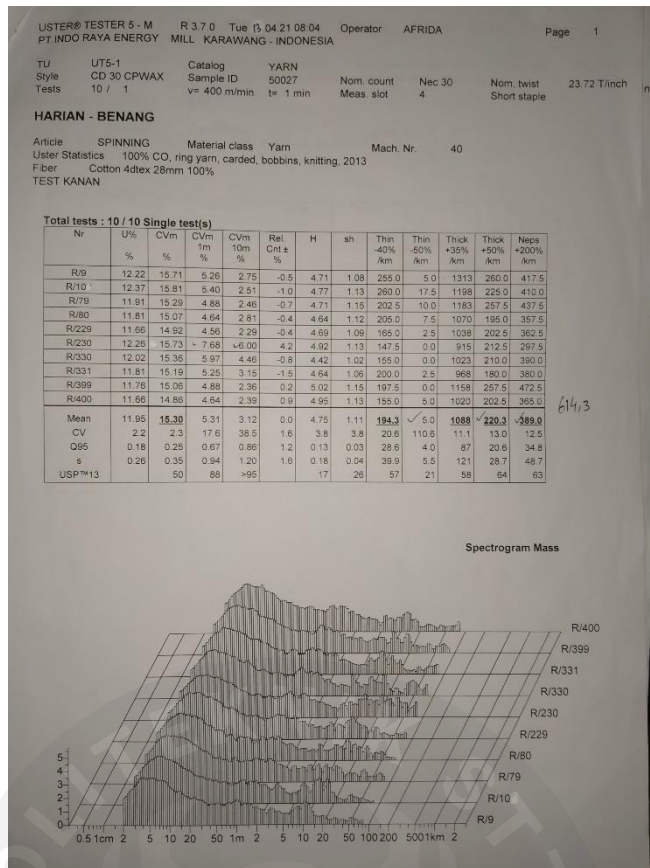 USTER® TESTER 5 - M R 3.7.0 Tue 13.04.21 08:04 Operator AFRIDA Page 1
PT.INDO RAYA ENERGY MILL KARAWANG - INDONESIA
TU UT5-1 Catalog YARN
Style CD 30 CPWAX Sample ID 50027 Nom. count Nec 30 Nom. twist 23.72 T/inch
Tests 10 / 1 v= 400 m/min t= 1 min Meas. slot 4 Short staple
HARIAN - BENANG
Article SPINNING Material class Yarn Mach. Nr. 40
Uster Statistics 100% CO, ring yarn, carded, bobbins, knitting, 2013
Fiber Cotton 4dtex 28mm 100%
TEST KANAN
Total tests : 10 / 10 Single test(s)
Nr U% CVm CVm CVm Rel. H sh Thin Thin Thick Thick Neps
1m 10m Cnt ± -40% -50% +35% +50% +200%
% % % % % /km /km /km /km /km
R/9 12.22 15.71 5.26 2.75 -0.5 4.71 1.08 255.0 5.0 1313 260.0 417.5
R/10 12.37 15.81 5.40 2.51 -1.0 4.77 1.13 260.0 17.5 1198 225.0 410.0
R/79 11.91 15.29 4.88 2.46 -0.7 4.71 1.15 202.5 10.0 1183 257.5 437.5
R/80 11.81 15.07 4.64 2.81 -0.4 4.64 1.12 205.0 7.5 1070 195.0 357.5
R/229 11.66 14.92 4.56 2.29 -0.4 4.69 1.09 165.0 2.5 1038 202.5 362.5
R/230 12.26 15.73 7.68 6.00 4.2 4.92 1.13 147.5 0.0 915 212.5 297.5
R/330 12.02 15.36 5.97 4.46 -0.8 4.42 1.02 155.0 0.0 1023 210.0 390.0
R/331 11.81 15.19 5.25 3.15 -1.5 4.64 1.06 200.0 2.5 968 180.0 380.0
R/399 11.76 15.06 4.88 2.36 0.2 5.02 1.15 197.5 0.0 1158 257.5 472.5
R/400 11.66 14.86 4.64 2.39 0.9 4.95 1.13 155.0 5.0 1020 202.5 365.0
614,3
Mean 11.95 15.30 5.31 3.12 0.0 4.75 1.11 194.3 5.0 1088 220.3 389.0
CV 2.2 2.3 17.6 38.5 1.6 3.8 3.8 20.6 110.6 11.1 13.0 12.5
Q95 0.18 0.25 0.67 0.86 1.2 0.13 0.03 28.6 4.0 87 20.6 34.8
s 0.26 0.35 0.94 1.20 1.6 0.18 0.04 39.9 5.5 121 28.7 48.7
USP™13 50 88 >95 17 26 57 21 58 64 63
Spectrogram Mass
R/400
R/399
R/331
R/330
R/230
R/229
R/80
R/79
R/10
R/9
5
4
3
2
1
0
0.5 1cm 2 5 10 20 50 1m 2 5 10 20 50 100 200 500 1km 2